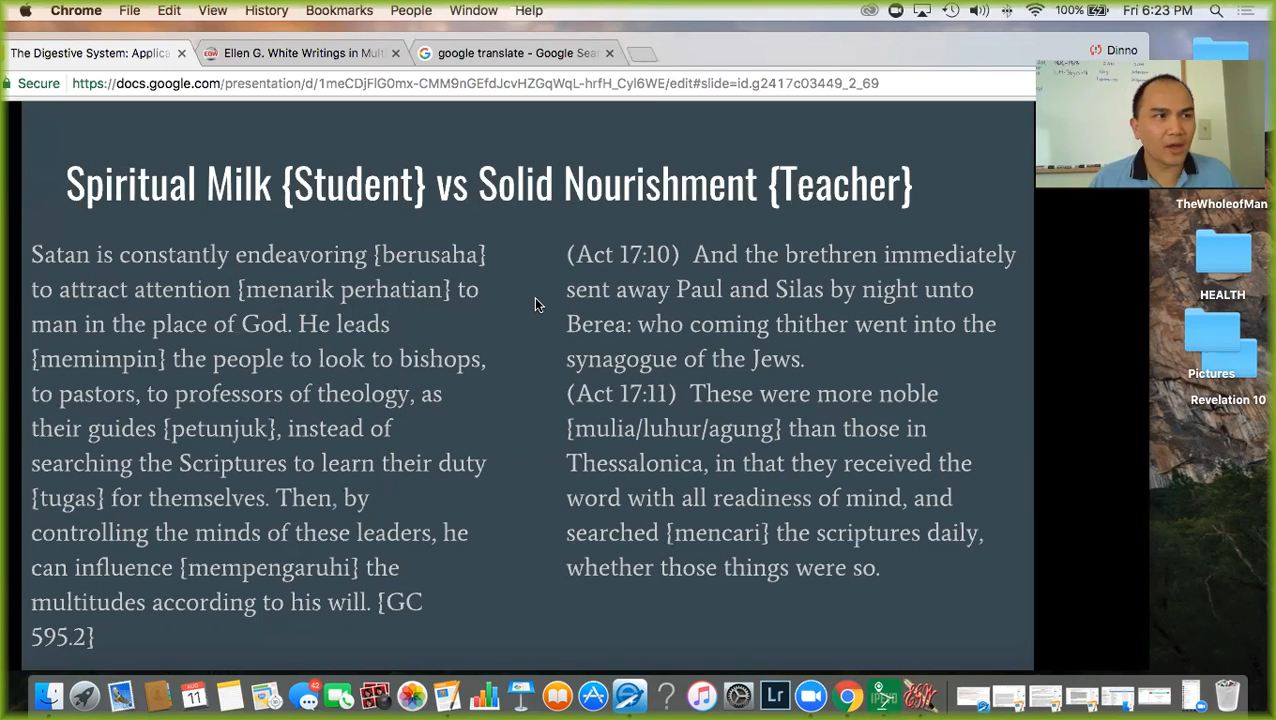 Chrome File Edit View History Bookmarks People Window Help 100% Fri 6:23 PM
The Digestive System: Applica Ellen G. White Writings in Mult google translate - Google Sear Dinno
Secure https://docs.google.com/presentation/d/1meCDjFlG0nrx-CMM9nGEfdJcvHZGqWqL-hrfH_Cyl6WE/edit#slide=id.g2417c03449_2_69
Spiritual Milk {Student} vs Solid Nourishment {Teacher}
Satan is constantly endeavoring {berusaha}
to attract attention {menarik perhatian} to
man in the place of God. He leads
{memimpin} the people to look to bishops,
to pastors, to professors of theology, as
their guides {petunjuk}, instead of
searching the Scriptures to learn their duty
{tugas} for themselves. Then, by
controlling the minds of these leaders, he
can influence {mempengaruhi} the
multitudes according to his will. {GC
595.2}
(Act 17:10) And the brethren immediately
sent away Paul and Silas by night unto
Berea: who coming thither went into the
synagogue of the Jews.
(Act 17:11) These were more noble
{mulia/luhur/agung} than those in
Thessalonica, in that they received the
word with all readiness of mind, and
searched {mencari} the scriptures daily,
whether those things were so.
TheWholeofMan
HEALTH
Pictures
Revelation 10
AUG
11
42
Lr